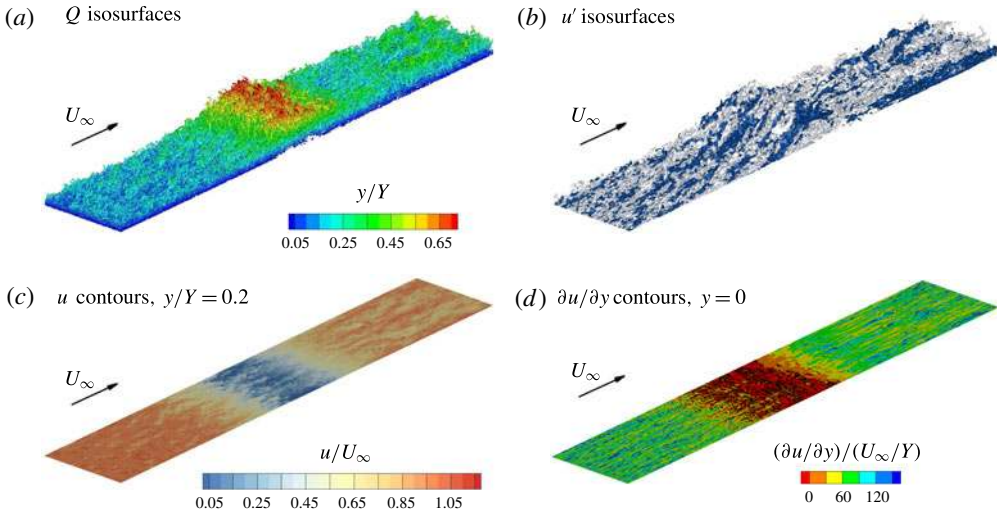 (a) Q isosurfaces
U∞
y/Y
0.05 0.25 0.45 0.65
(b) u′ isosurfaces
U∞
(c) u contours, y/Y = 0.2
U∞
u/U∞
0.05 0.25 0.45 0.65 0.85 1.05
(d) ∂u/∂y contours, y = 0
U∞
(∂u/∂y)/(U∞/Y)
0 60 120